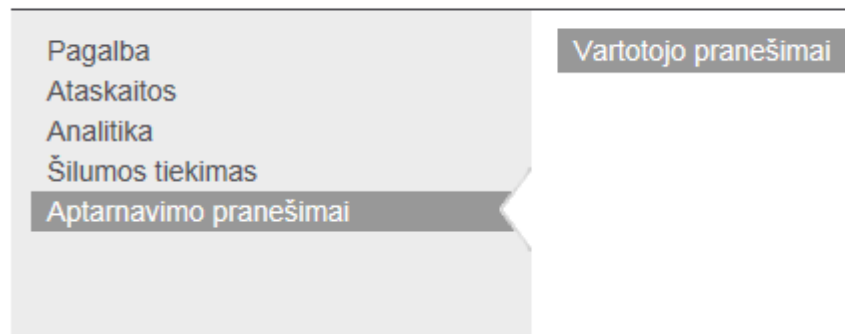 Pagalba
Ataskaitos
Analitika
Šilumos tiekimas
Aptarnavimo pranešimai
Vartotojo pranešimai